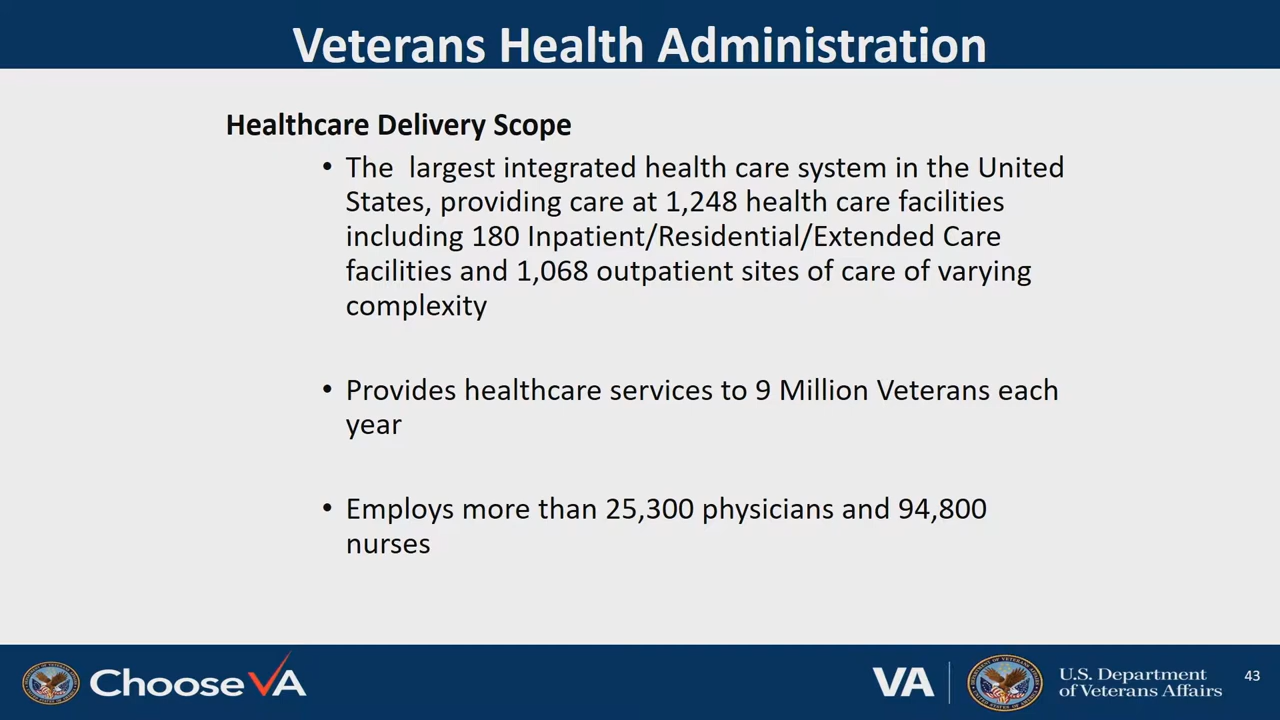 Veterans Health Administration
Healthcare Delivery Scope
• The  largest integrated health care system in the United
States, providing care at 1,248 health care facilities
including 180 Inpatient/Residential/Extended Care
facilities and 1,068 outpatient sites of care of varying
complexity
• Provides healthcare services to 9 Million Veterans each
year
• Employs more than 25,300 physicians and 94,800
nurses
Choose VA
VA
U.S. Department
of Veterans Affairs
43